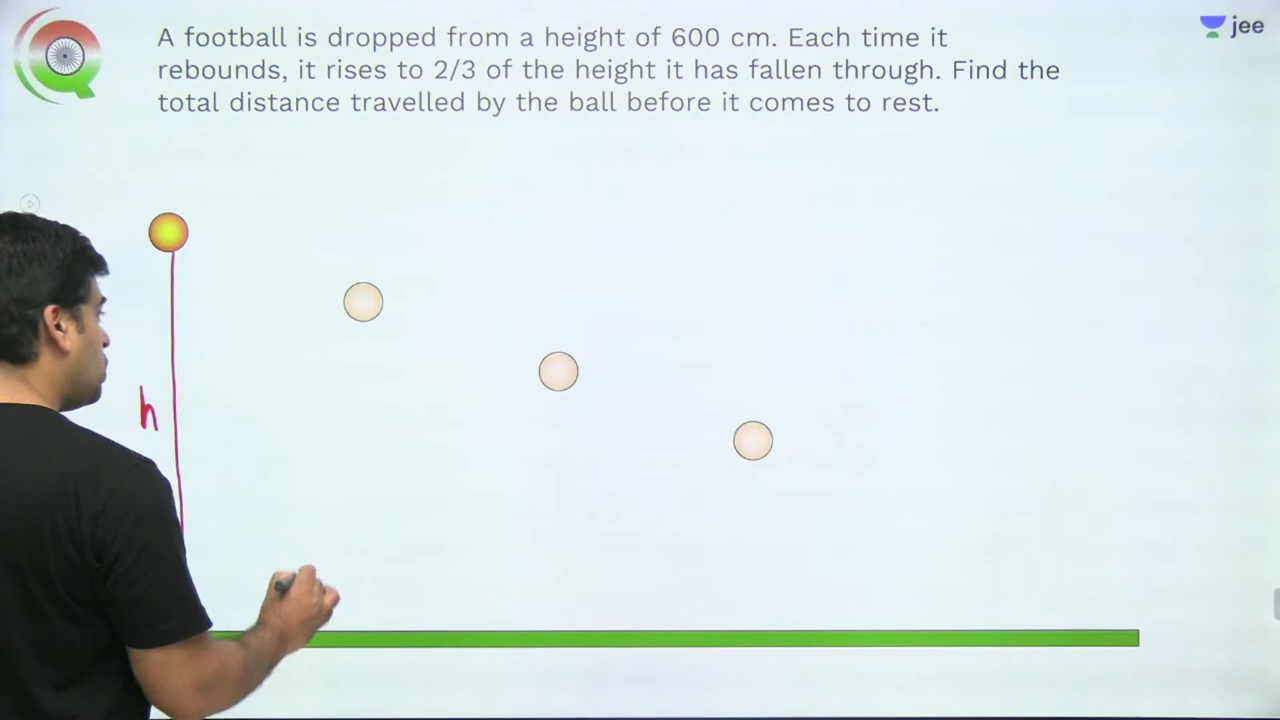 A football is dropped from a height of 600 cm. Each time it
rebounds, it rises to 2/3 of the height it has fallen through. Find the
total distance travelled by the ball before it comes to rest.
jee
h